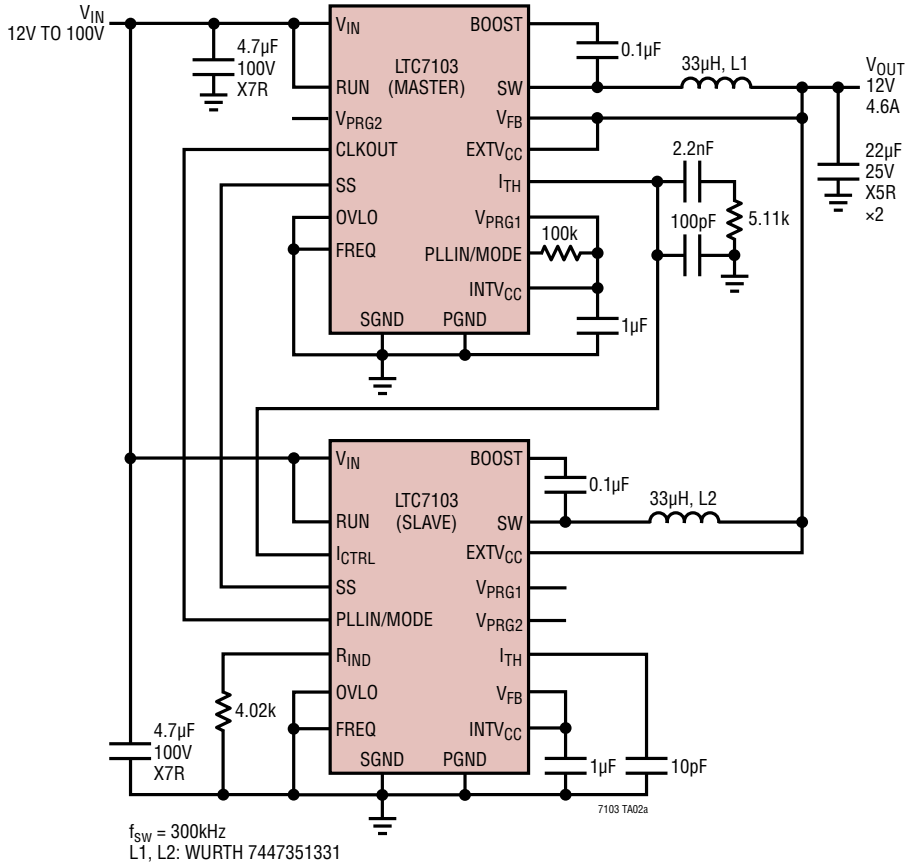 VIN
12V TO 100V
4.7µF
100V
X7R
VIN
RUN
VPRG2
CLKOUT
SS
OVLO
FREQ
SGND
PGND
LTC7103
(MASTER)
BOOST
SW
VFB
EXTVCC
ITH
VPRG1
PLLIN/MODE
INTVCC
0.1µF
33µH, L1
VOUT
12V
4.6A
22µF
25V
X5R
×2
2.2nF
100pF
5.11k
100k
1µF
VIN
RUN
ICTRL
SS
PLLIN/MODE
RIND
OVLO
FREQ
SGND
PGND
LTC7103
(SLAVE)
BOOST
SW
EXTVCC
VPRG1
VPRG2
ITH
VFB
INTVCC
0.1µF
33µH, L2
4.02k
4.7µF
100V
X7R
1µF
10pF
7103 TA02a
fSW = 300kHz
L1, L2: WURTH 7447351331